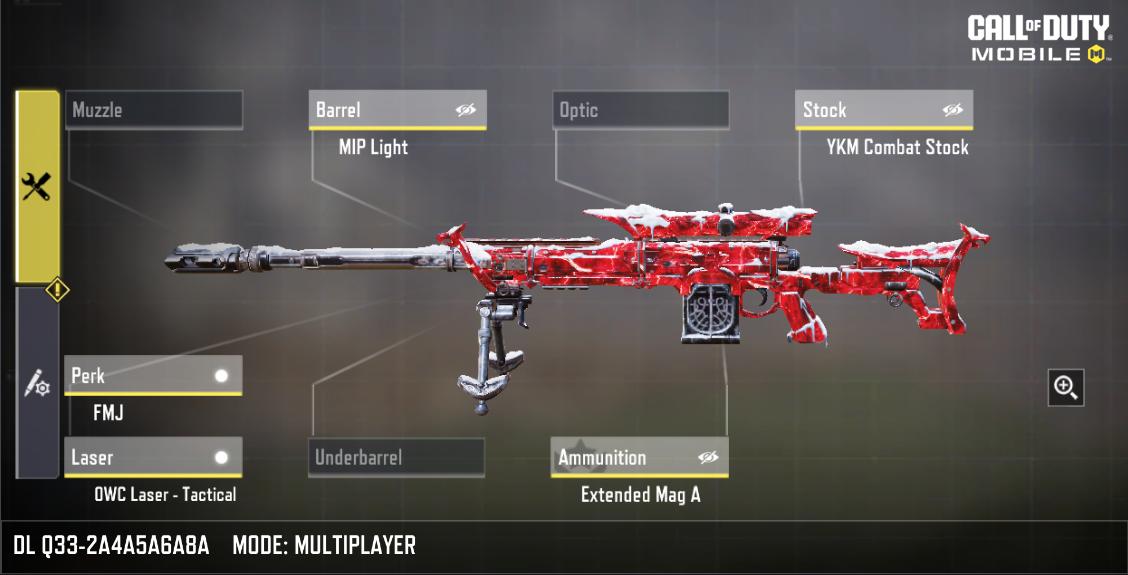 CALL OF DUTY
MOBILE
Muzzle
Barrel
Optic
Stock
MIP Light
YKM Combat Stock
Perk
FMJ
Laser
Underbarrel
Ammunition
OWC Laser - Tactical
Extended Mag A
DL Q33-2A4A5A6A8A MODE: MULTIPLAYER